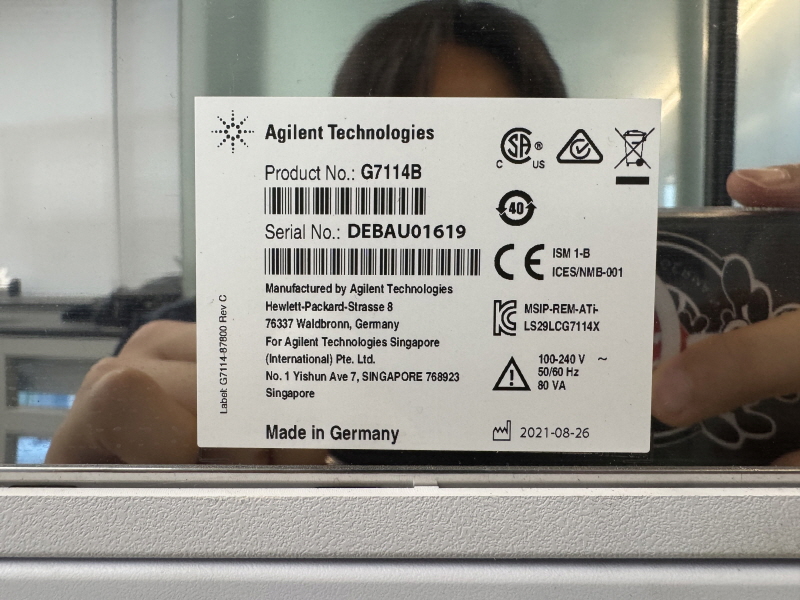 Agilent Technologies
Product No.: G7114B
Serial No.: DEBAU01619
Manufactured by Agilent Technologies
Hewlett-Packard-Strasse 8
76337 Waldbronn, Germany
For Agilent Technologies Singapore
(International) Pte. Ltd.
No. 1 Yishun Ave 7, SINGAPORE 768923
Singapore
Made in Germany
Label: G7114-87800 Rev C
C SA ® US
40
CE ISM 1-B
ICES/NMB-001
MSIP-REM-ATi-
LS29LCG7114X
100-240 V ~
50/60 Hz
80 VA
2021-08-26